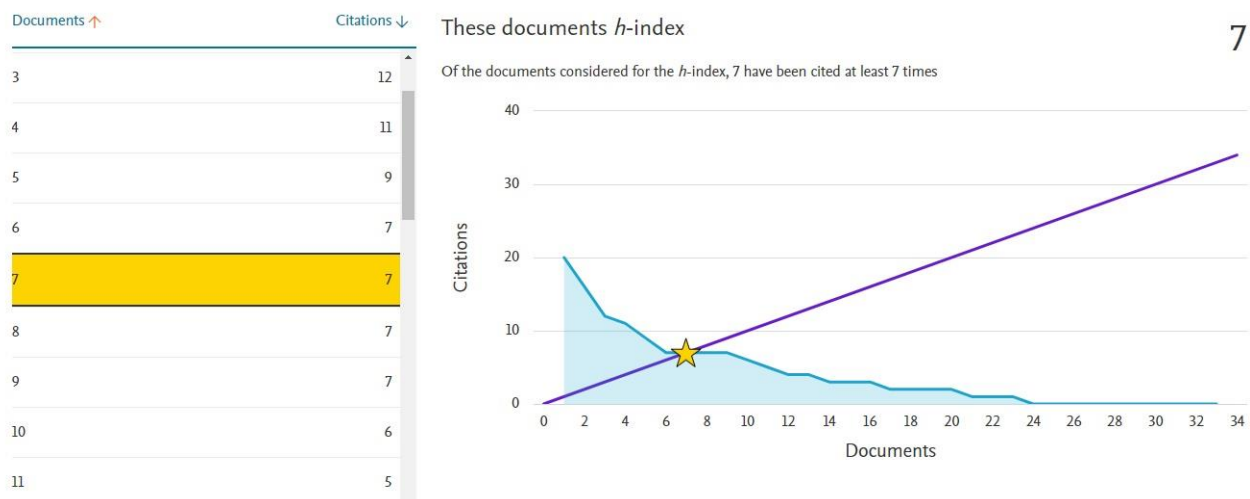 Documents ↑ Citations ↓
3 12
4 11
5 9
6 7
7 7
8 7
9 7
10 6
11 5
These documents h-index
7
Of the documents considered for the h-index, 7 have been cited at least 7 times
40
30
20
10
0
Citations
0 2 4 6 8 10 12 14 16 18 20 22 24 26 28 30 32 34
Documents